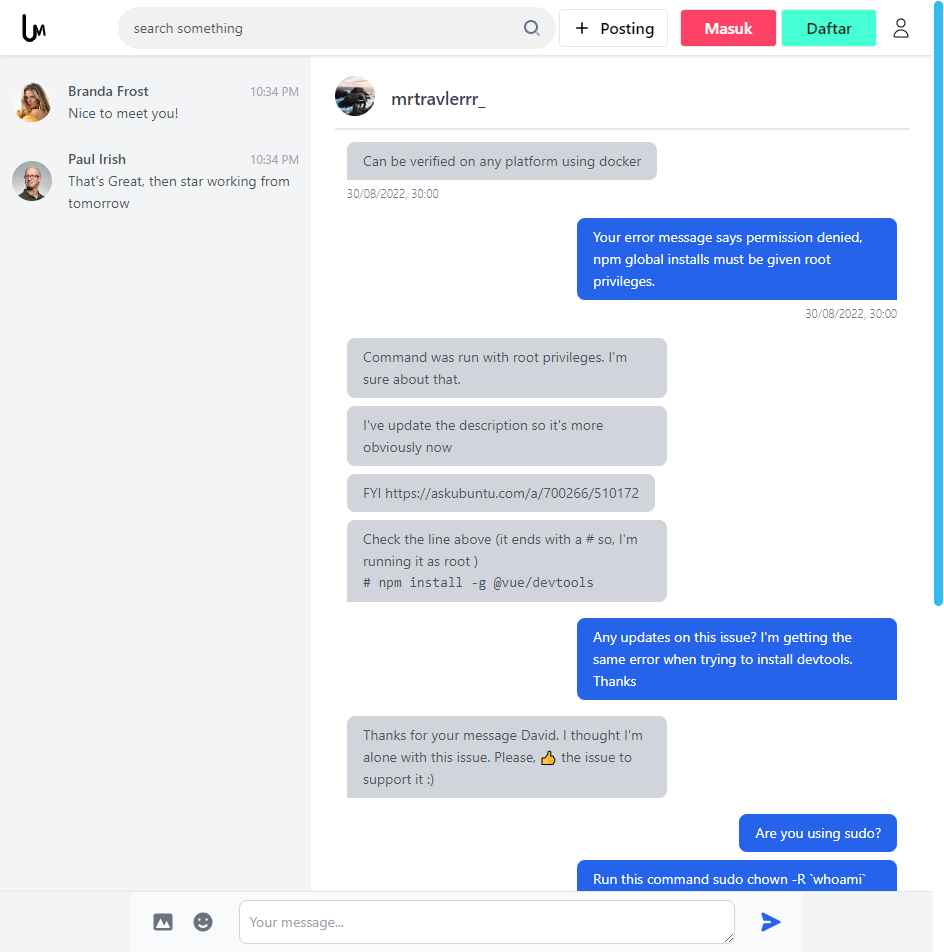 UM
search something
+ Posting
Masuk
Daftar
Branda Frost
10:34 PM
Nice to meet you!
Paul Irish
10:34 PM
That's Great, then star working from
tomorrow
mrtravlerrr_
Can be verified on any platform using docker
30/08/2022, 30:00
Your error message says permission denied,
npm global installs must be given root
privileges.
30/08/2022, 30:00
Command was run with root privileges. I'm
sure about that.
I've update the description so it's more
obviously now
FYI https://askubuntu.com/a/700266/510172
Check the line above (it ends with a # so, I'm
running it as root )
# npm install -g @vue/devtools
Any updates on this issue? I'm getting the
same error when trying to install devtools.
Thanks
Thanks for your message David. I thought I'm
alone with this issue. Please, 👍 the issue to
support it :)
Are you using sudo?
Run this command sudo chown -R `whoami`
Your message...